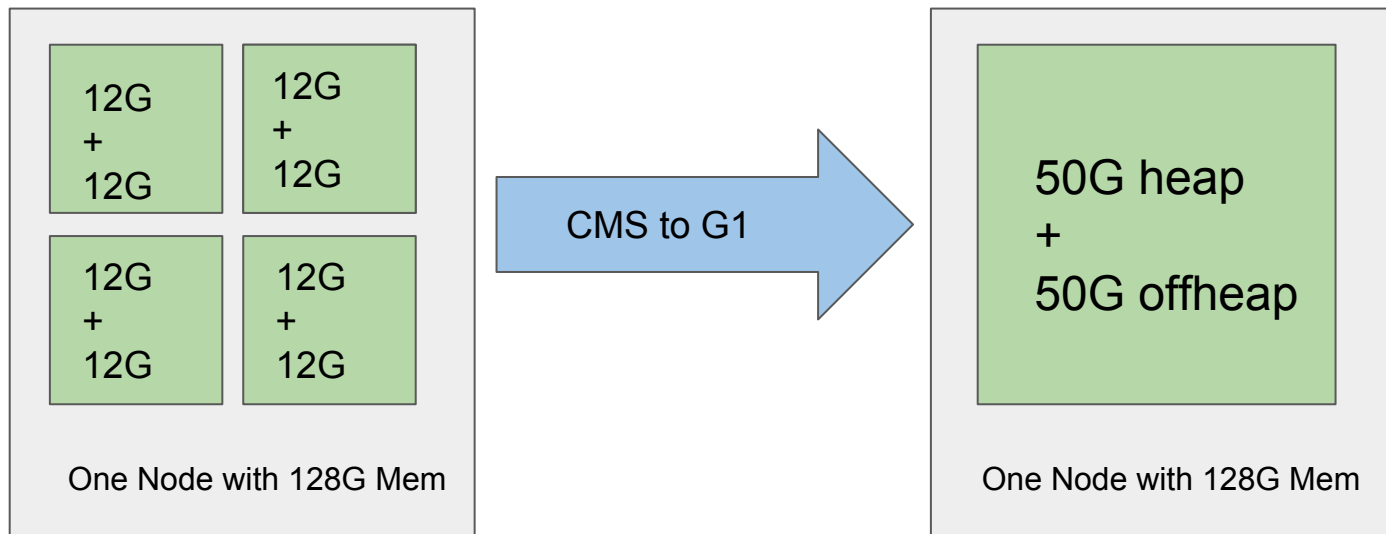 12G
+
12G
12G
+
12G
12G
+
12G
12G
+
12G
One Node with 128G Mem
CMS to G1
50G heap
+
50G offheap
One Node with 128G Mem